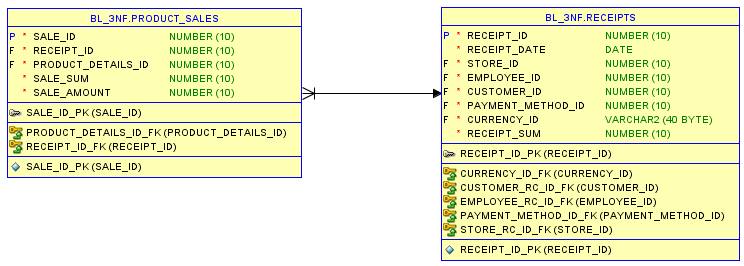 BL_3NF.PRODUCT_SALES
P * SALE_ID NUMBER (10)
F * RECEIPT_ID NUMBER (10)
F * PRODUCT_DETAILS_ID NUMBER (10)
* SALE_SUM NUMBER (10)
* SALE_AMOUNT NUMBER (10)
SALE_ID_PK (SALE_ID)
PRODUCT_DETAILS_ID_FK (PRODUCT_DETAILS_ID)
RECEIPT_ID_FK (RECEIPT_ID)
SALE_ID_PK (SALE_ID)
BL_3NF.RECEIPTS
P * RECEIPT_ID NUMBER (10)
* RECEIPT_DATE DATE
F * STORE_ID NUMBER (10)
F * EMPLOYEE_ID NUMBER (10)
F * CUSTOMER_ID NUMBER (10)
F * PAYMENT_METHOD_ID NUMBER (10)
F * CURRENCY_ID VARCHAR2 (40 BYTE)
* RECEIPT_SUM NUMBER (10)
RECEIPT_ID_PK (RECEIPT_ID)
CURRENCY_ID_FK (CURRENCY_ID)
CUSTOMER_RC_ID_FK (CUSTOMER_ID)
EMPLOYEE_RC_ID_FK (EMPLOYEE_ID)
PAYMENT_METHOD_ID_FK (PAYMENT_METHOD_ID)
STORE_RC_ID_FK (STORE_ID)
RECEIPT_ID_PK (RECEIPT_ID)